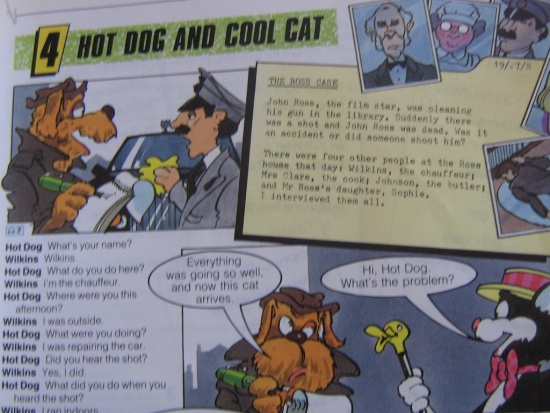 4 HOT DOG AND COOL CAT
THE ROSS CASE
John Ross, the film star, was cleaning
his gun in the library. Suddenly there
was a shot and John Ross was dead. Was it
an accident or did someone shoot him?
There were four other people at the Ross
house that day: Wilkins, the chauffeur;
Mrs Clare, the cook; Johnson, the butler;
and Mr Ross's daughter, Sophie.
I interviewed them all.
Hot Dog What's your name?
Wilkins Wilkins.
Hot Dog What do you do here?
Wilkins I'm the chauffeur.
Hot Dog Where were you this
afternoon?
Wilkins I was outside.
Hot Dog What were you doing?
Wilkins I was repairing the car.
Hot Dog Did you hear the shot?
Wilkins Yes, I did.
Hot Dog What did you do when you
heard the shot?
Wilkins I ran indoors.
Everything
was going so well,
and now this cat
arrives.
Hi, Hot Dog.
What's the problem?